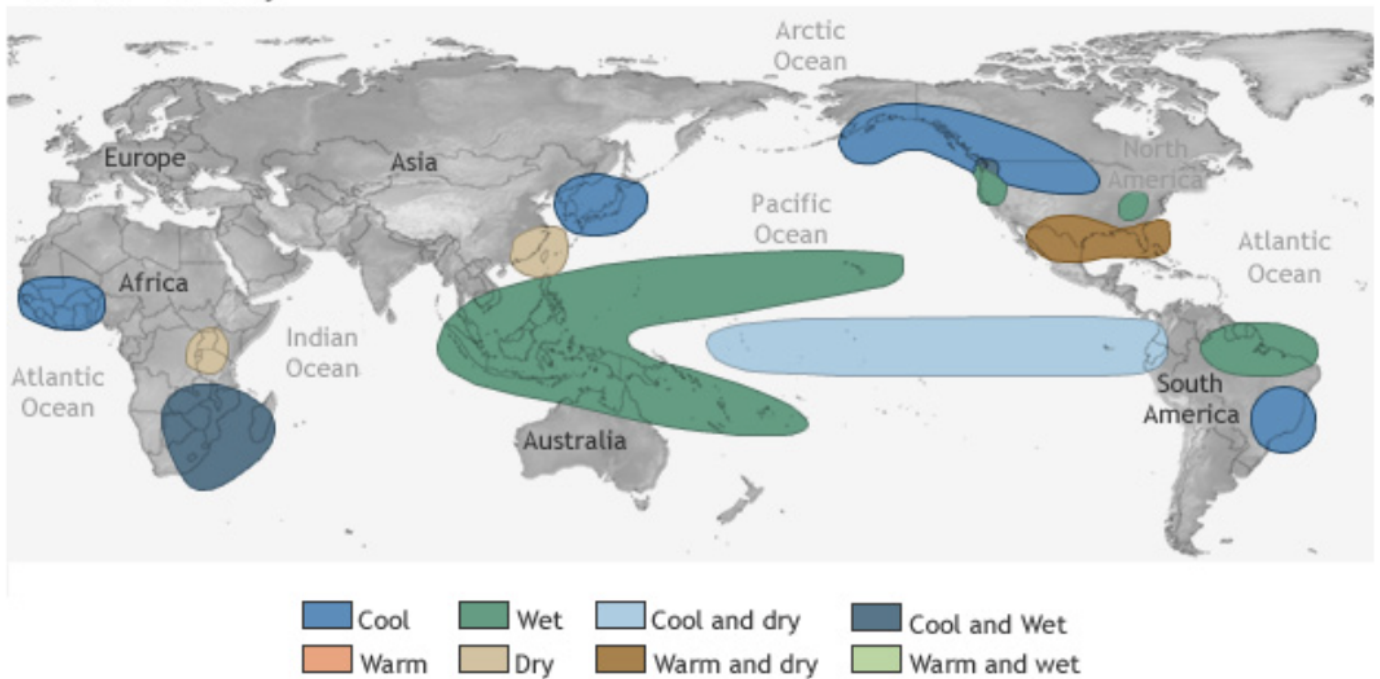 Arctic
Ocean
Europe
Asia
North
America
Pacific
Ocean
Atlantic
Ocean
Africa
Indian
Ocean
Atlantic
Ocean
South
America
Australia
Cool
Wet
Cool and dry
Cool and Wet
Warm
Dry
Warm and dry
Warm and wet